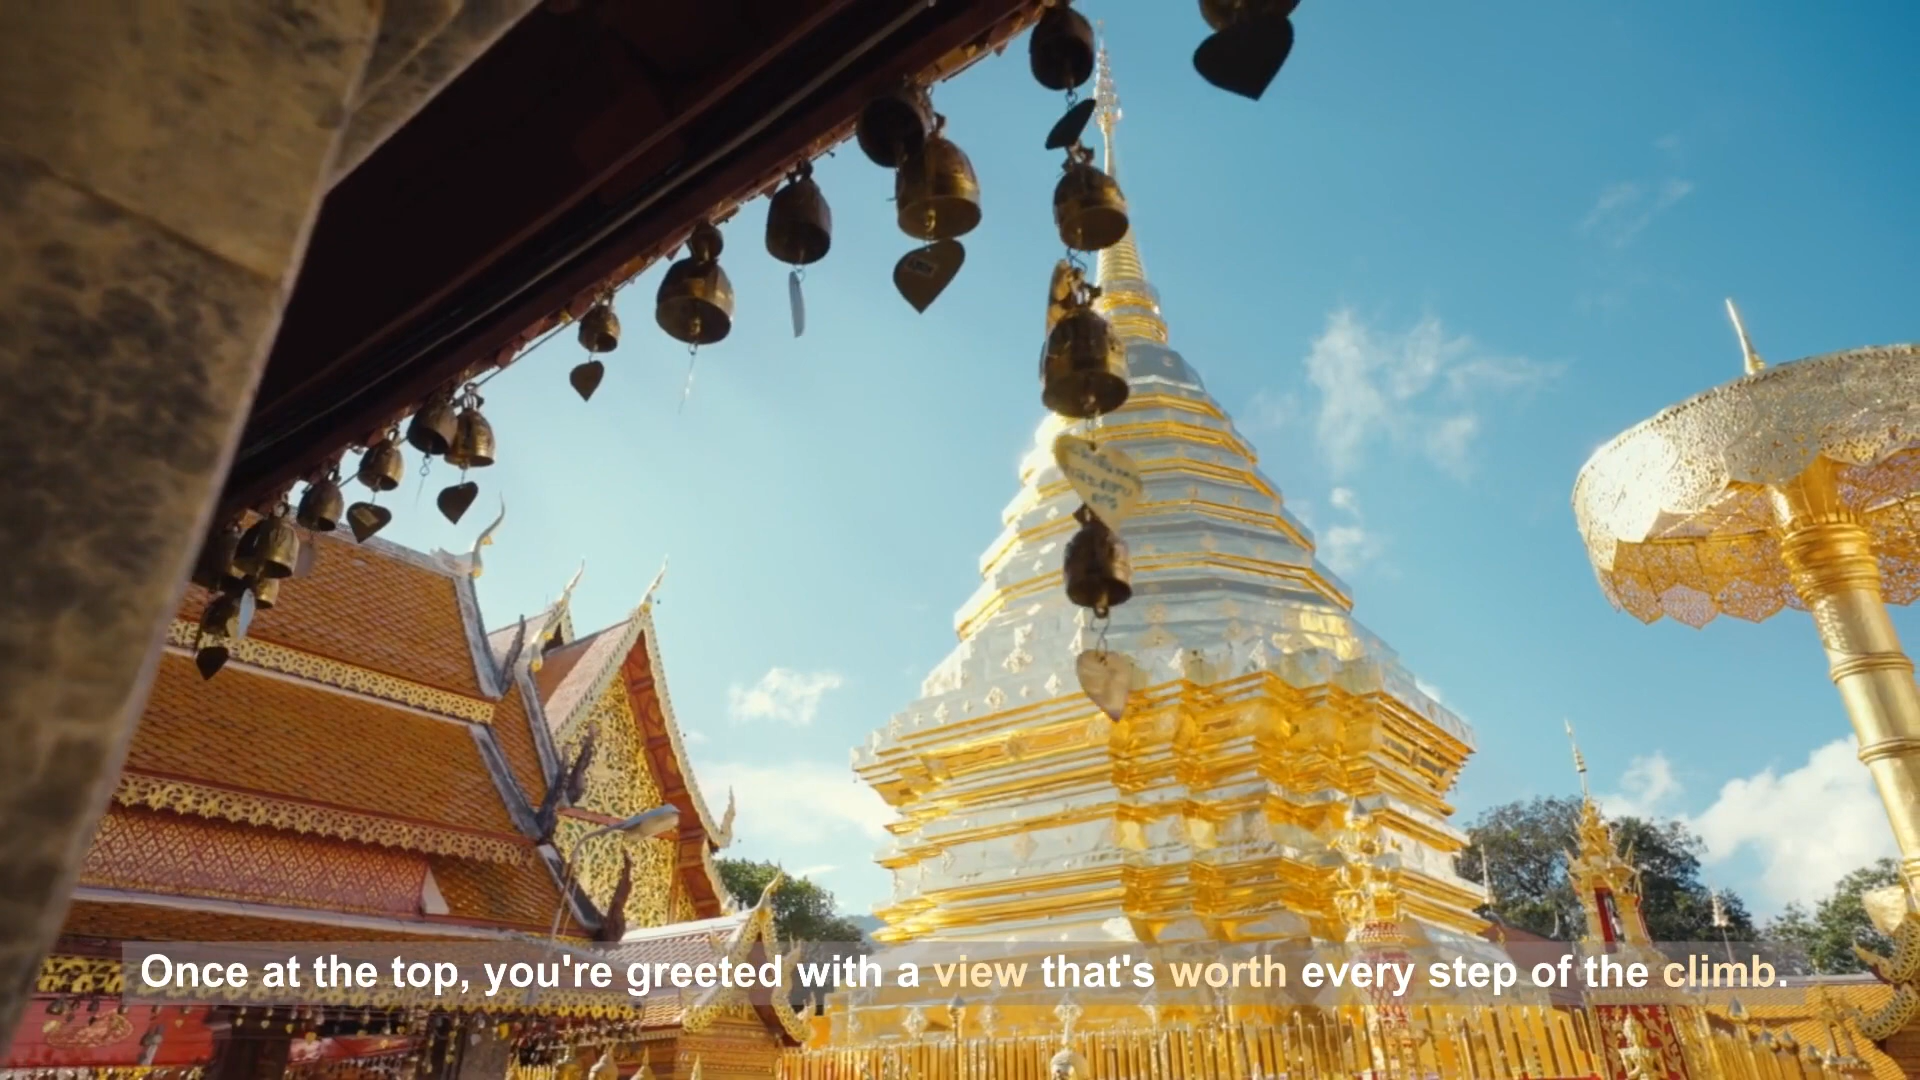 Once at the top, you're greeted with a view that's worth every step of the climb.